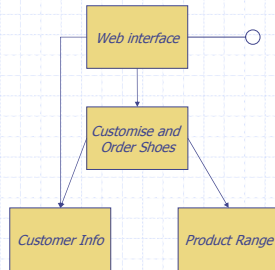 Web interface
Customise and
Order Shoes
Customer Info
Product Range